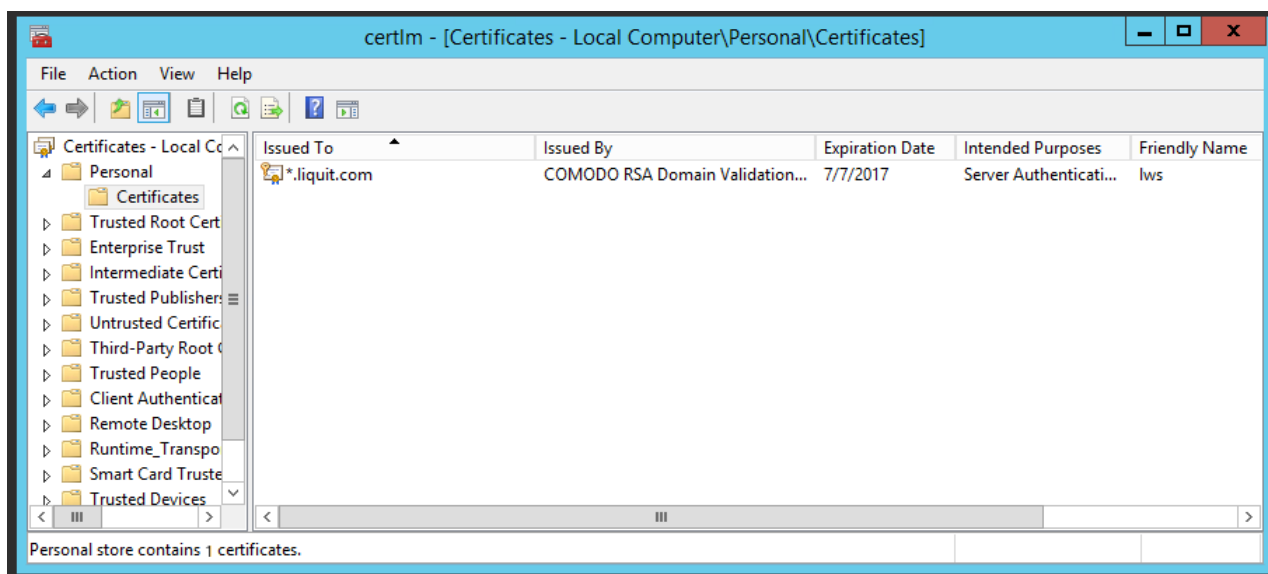 certlm - [Certificates - Local Computer\Personal\Certificates]
File Action View Help
Certificates - Local Co
Personal
Certificates
Trusted Root Cert
Enterprise Trust
Intermediate Certi
Trusted Publishers
Untrusted Certific
Third-Party Root
Trusted People
Client Authenticat
Remote Desktop
Runtime_Transpo
Smart Card Truste
Trusted Devices
Issued To Issued By Expiration Date Intended Purposes Friendly Name
*.liquit.com COMODO RSA Domain Validation... 7/7/2017 Server Authenticati... lws
Personal store contains 1 certificates.